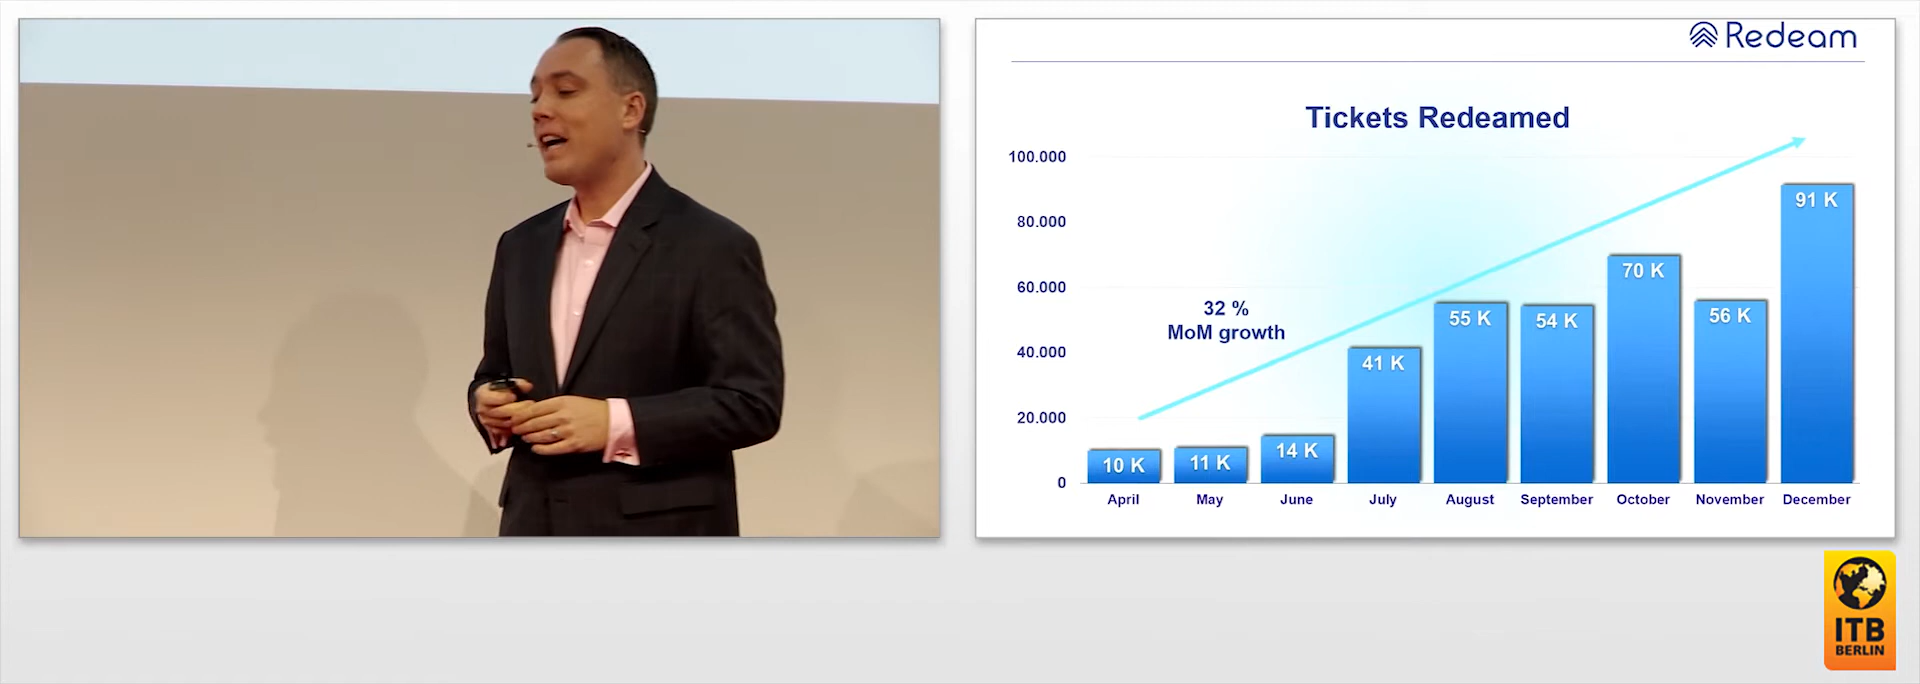 Redeam
Tickets Redeamed
100.000
80.000
60.000
40.000
20.000
0
32 %
MoM growth
10 K
11 K
14 K
41 K
55 K
54 K
70 K
56 K
91 K
April
May
June
July
August
September
October
November
December
ITB
BERLIN